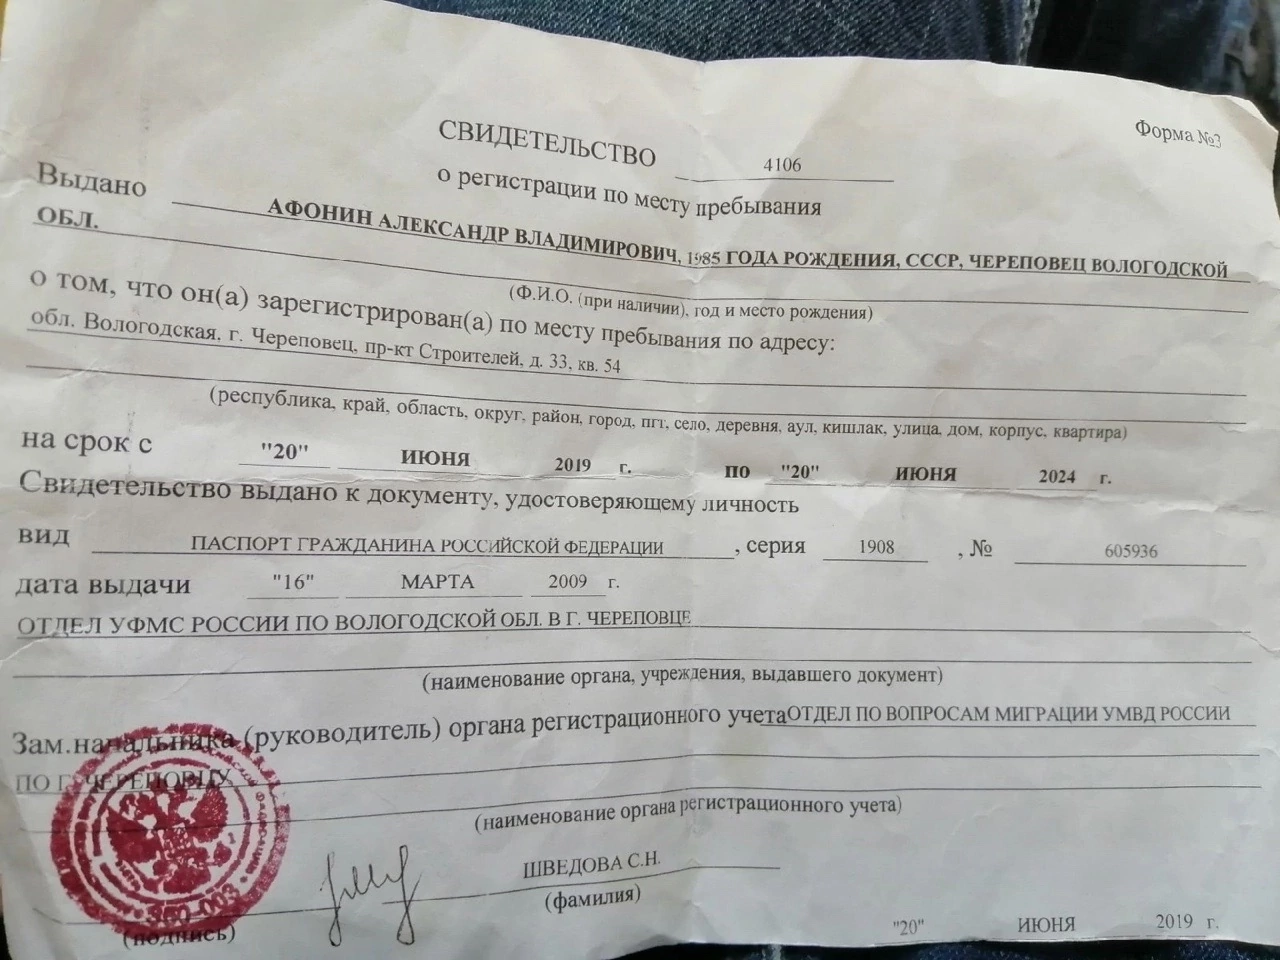 Форма №3
СВИДЕТЕЛЬСТВО 4106
о регистрации по месту пребывания
Выдано АФОНИН АЛЕКСАНДР ВЛАДИМИРОВИЧ, 1985 ГОДА РОЖДЕНИЯ, СССР, ЧЕРЕПОВЕЦ ВОЛОГОДСКОЙ
ОБЛ.
(Ф.И.О. (при наличии), год и место рождения)
о том, что он(а) зарегистрирован(а) по месту пребывания по адресу:
обл. Вологодская, г. Череповец, пр-кт Строителей, д. 33, кв. 54
(республика, край, область, округ, район, город, пгт, село, деревня, аул, кишлак, улица, дом, корпус, квартира)
на срок с "20" ИЮНЯ 2019 г. по "20" ИЮНЯ 2024 г.
Свидетельство выдано к документу, удостоверяющему личность
вид ПАСПОРТ ГРАЖДАНИНА РОССИЙСКОЙ ФЕДЕРАЦИИ , серия 1908 , № 605936
дата выдачи "16" МАРТА 2009 г.
ОТДЕЛ УФМС РОССИИ ПО ВОЛОГОДСКОЙ ОБЛ. В Г. ЧЕРЕПОВЦЕ
(наименование органа, учреждения, выдавшего документ)
Зам.начальника (руководитель) органа регистрационного учетаОТДЕЛ ПО ВОПРОСАМ МИГРАЦИИ УМВД РОССИИ
ПО Г. ЧЕРЕПОВЦУ
(наименование органа регистрационного учета)
ШВЕДОВА С.Н.
(подпись) (фамилия)
"20" ИЮНЯ 2019 г.